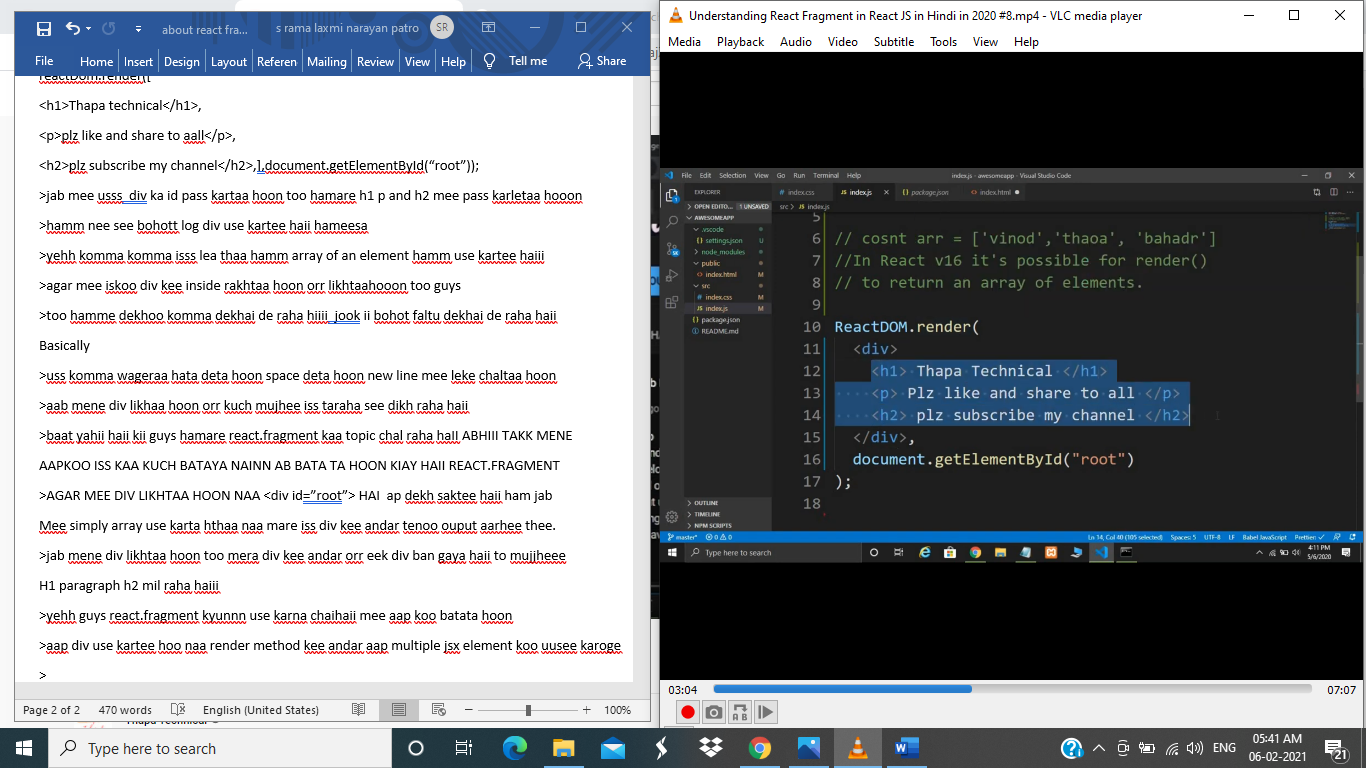 about react fra...
s rama laxmi narayan patro
SR
File Home Insert Design Layout Referen Mailing Review View Help Tell me Share
reactDom.render([
<h1>Thapa technical</h1>,
<p>plz like and share to aall</p>,
<h2>plz subscribe my channel</h2>,],document.getElementById(“root”));
>jab mee usss div ka id pass kartaa hoon too hamare h1 p and h2 mee pass karletaa hooon
>hamm nee see bohott log div use kartee haii hameesa
>yehh komma komma isss lea thaa hamm array of an element hamm use kartee haiii
>agar mee iskoo div kee inside rakhtaa hoon orr likhtaahooon too guys
>too hamme dekhoo komma dekhai de raha hiiii jook ii bohot faltu dekhai de raha haii
Basically
>uss komma wageraa hata deta hoon space deta hoon new line mee leke chaltaa hoon
>aab mene div likhaa hoon orr kuch mujhee iss taraha see dikh raha haii
>baat yahii haii kii guys hamare react.fragment kaa topic chal raha haII ABHIII TAKK MENE
AAPKOO ISS KAA KUCH BATAYA NAINN AB BATA TA HOON KIAY HAII REACT.FRAGMENT
>AGAR MEE DIV LIKHTAA HOON NAA <div id=”root”> HAI ap dekh saktee haii ham jab
Mee simply array use karta hthaa naa mare iss div kee andar tenoo ouput aarhee thee.
>jab mene div likhtaa hoon too mera div kee andar orr eek div ban gaya haii to mujjheee
H1 paragraph h2 mil raha haiii
>yehh guys react.fragment kyunnn use karna chaihaii mee aap koo batata hoon
>aap div use kartee hoo naa render method kee andar aap multiple jsx element koo uusee karoge
>
Page 2 of 2 470 words English (United States) 100%
Understanding React Fragment in React JS in Hindi in 2020 #8.mp4 - VLC media player
Media Playback Audio Video Subtitle Tools View Help
File Edit Selection View Go Run Terminal Help index.js - awesomeapp - Visual Studio Code
EXPLORER
OPEN EDITO... 1 UNSAVED
AWESOMEAPP
.vscode
settings.json U
node_modules
public
index.html M
src
index.css M
index.js M
package.json
README.md
OUTLINE
TIMELINE
NPM SCRIPTS
index.css index.js package.json index.html
src > index.js
5
6 // cosnt arr = ['vinod','thaoa', 'bahadr']
7 //In React v16 it's possible for render()
8 // to return an array of elements.
9
10 ReactDOM.render(
11 <div>
12 <h1> Thapa Technical </h1>
13 <p> Plz like and share to all </p>
14 <h2> plz subscribe my channel </h2>
15 </div>,
16 document.getElementById("root")
17 );
18
master* 0 0 Ln 14, Col 40 (105 selected) Spaces: 5 UTF-8 LF Babel JavaScript Prettier: ✓
Type here to search
4:11 PM
5/6/2020
03:04 07:07
Type here to search
ENG
05:41 AM
06-02-2021
21